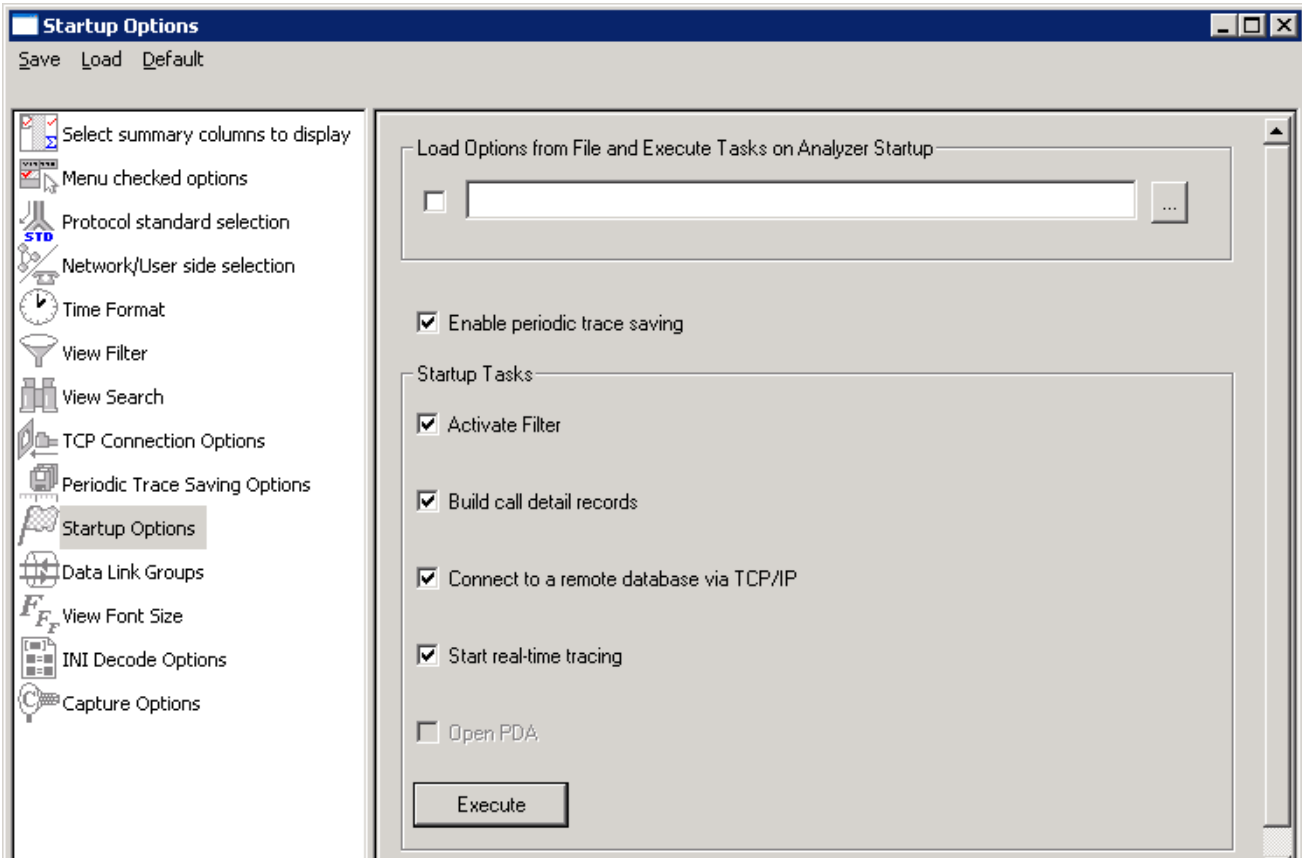 Startup Options
Save Load Default
Select summary columns to display
Menu checked options
STD
Protocol standard selection
Network/User side selection
Time Format
View Filter
View Search
TCP Connection Options
Periodic Trace Saving Options
Startup Options
Data Link Groups
FFF View Font Size
INI Decode Options
Capture Options
Load Options from File and Execute Tasks on Analyzer Startup
...
Enable periodic trace saving
Startup Tasks
Activate Filter
Build call detail records
Connect to a remote database via TCP/IP
Start real-time tracing
Open PDA
Execute